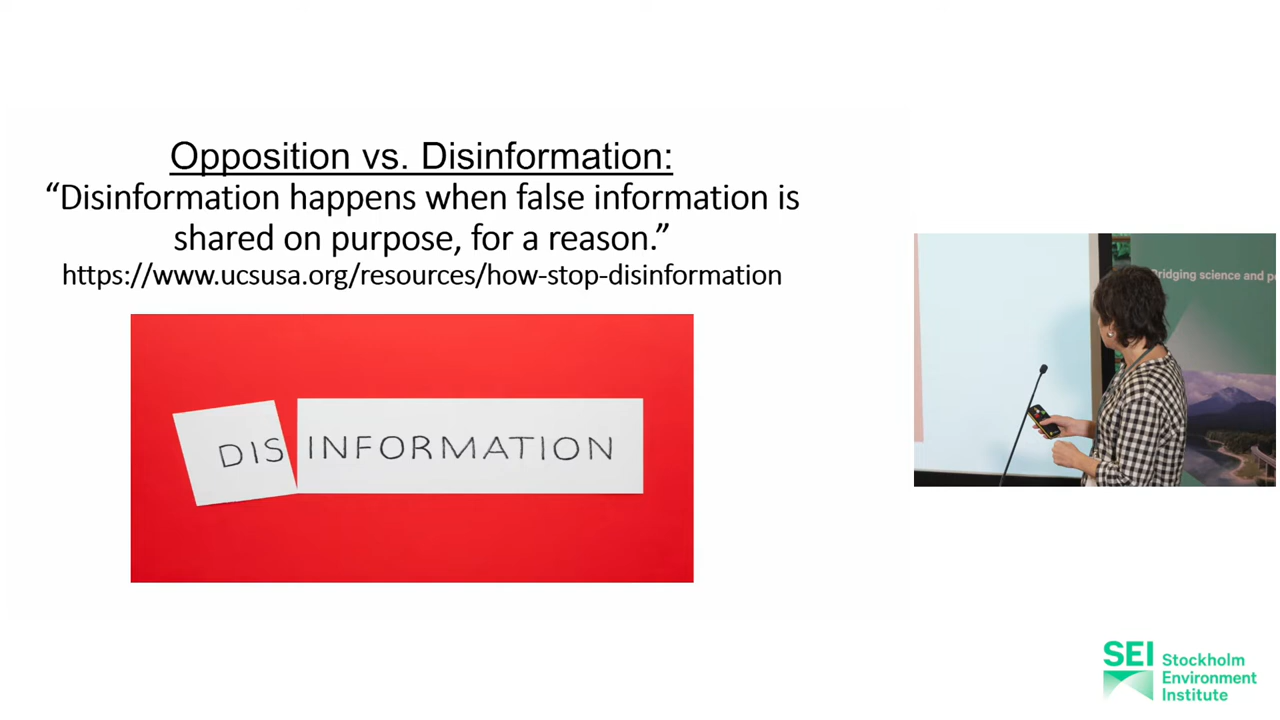 Opposition vs. Disinformation:
“Disinformation happens when false information is
shared on purpose, for a reason.”
https://www.ucsusa.org/resources/how-stop-disinformation
DIS INFORMATION
Bridging science and
SEI Stockholm
Environment
Institute